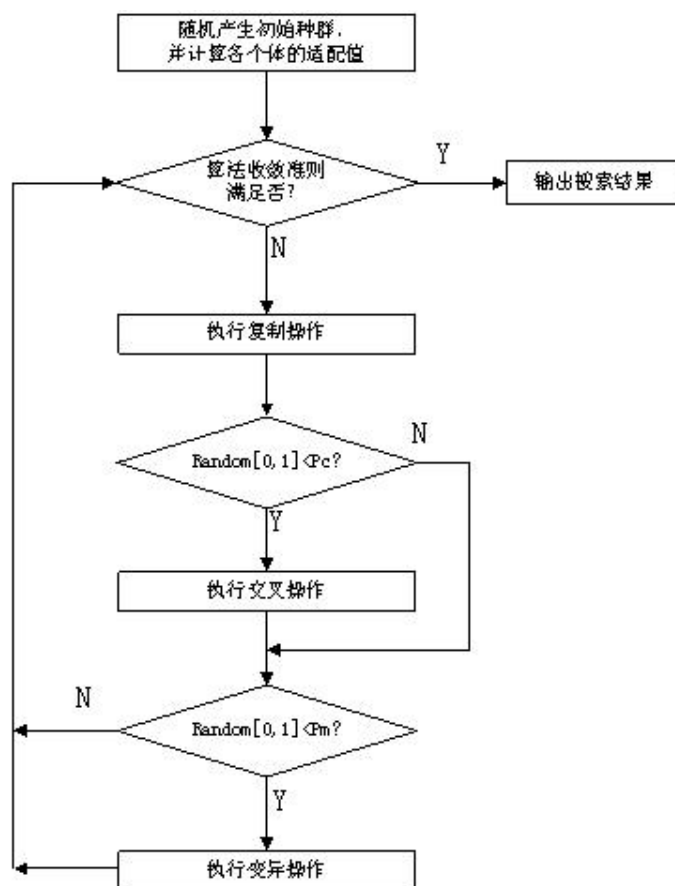 随机产生初始种群,
并计算各个体的适配值
算法收敛准则
满足否?
Y
输出搜索结果
N
执行复制操作
N
Random[0,1]<Pc?
Y
执行交叉操作
N
Random[0,1]<Pm?
Y
执行变异操作